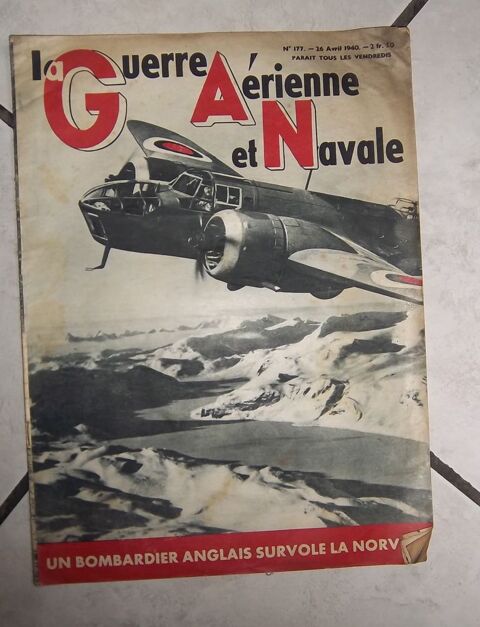 N° 177. - 26 Avril 1940. - 2 fr. 50
PARAIT TOUS LES VENDREDIS
la Guerre Aérienne
et Navale
UN BOMBARDIER ANGLAIS SURVOLE LA NORV